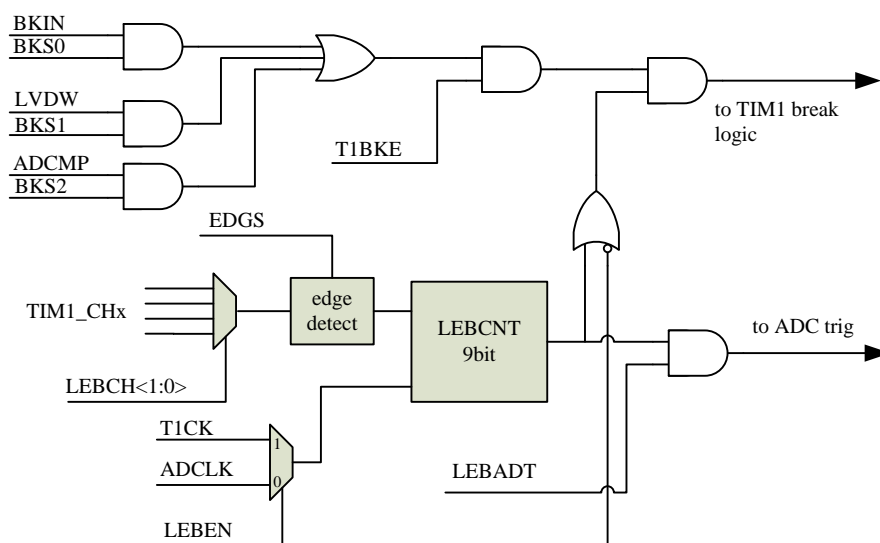 BKIN
BKS0
LVDW
BKS1
ADCMP
BKS2
T1BKE
to TIM1 break
logic
EDGS
TIM1_CHx
edge
detect
LEBCNT
9bit
to ADC trig
LEBCH<1:0>
T1CK
1
ADCLK
0
LEBADT
LEBEN